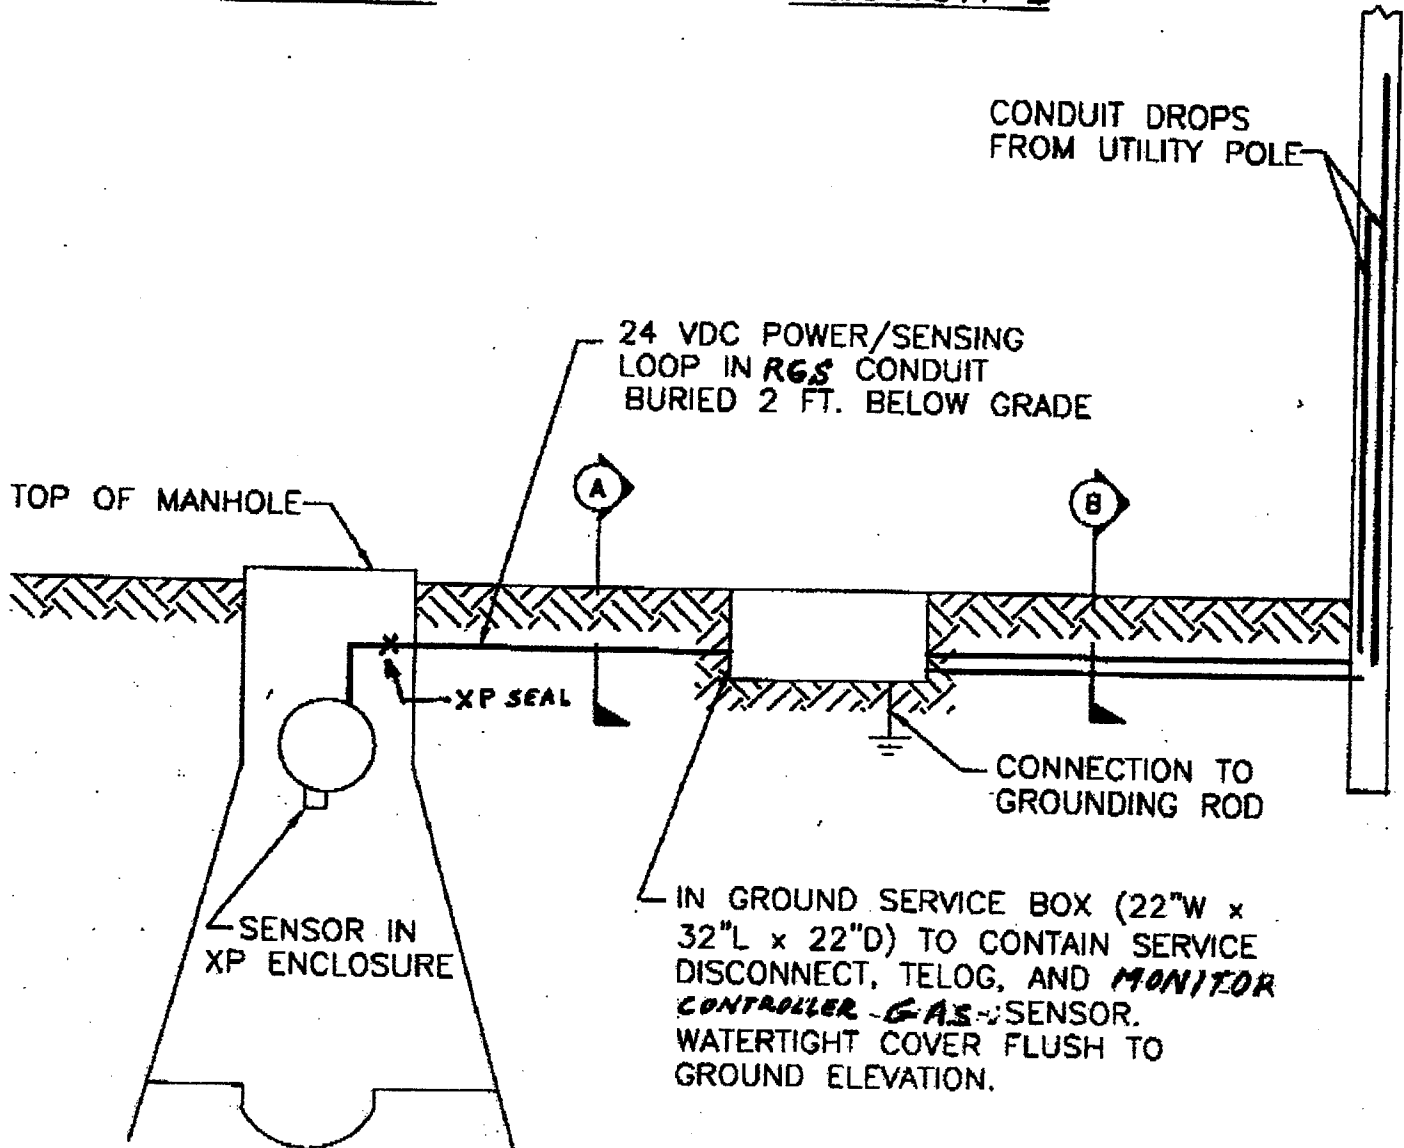 CONDUIT DROPS
FROM UTILITY POLE
24 VDC POWER/SENSING
LOOP IN RGS CONDUIT
BURIED 2 FT. BELOW GRADE
TOP OF MANHOLE
A
B
XP SEAL
CONNECTION TO
GROUNDING ROD
SENSOR IN
XP ENCLOSURE
IN GROUND SERVICE BOX (22"W x
32"L x 22"D) TO CONTAIN SERVICE
DISCONNECT, TELOG, AND MONITOR
CONTROLLER GAS SENSOR.
WATERTIGHT COVER FLUSH TO
GROUND ELEVATION.